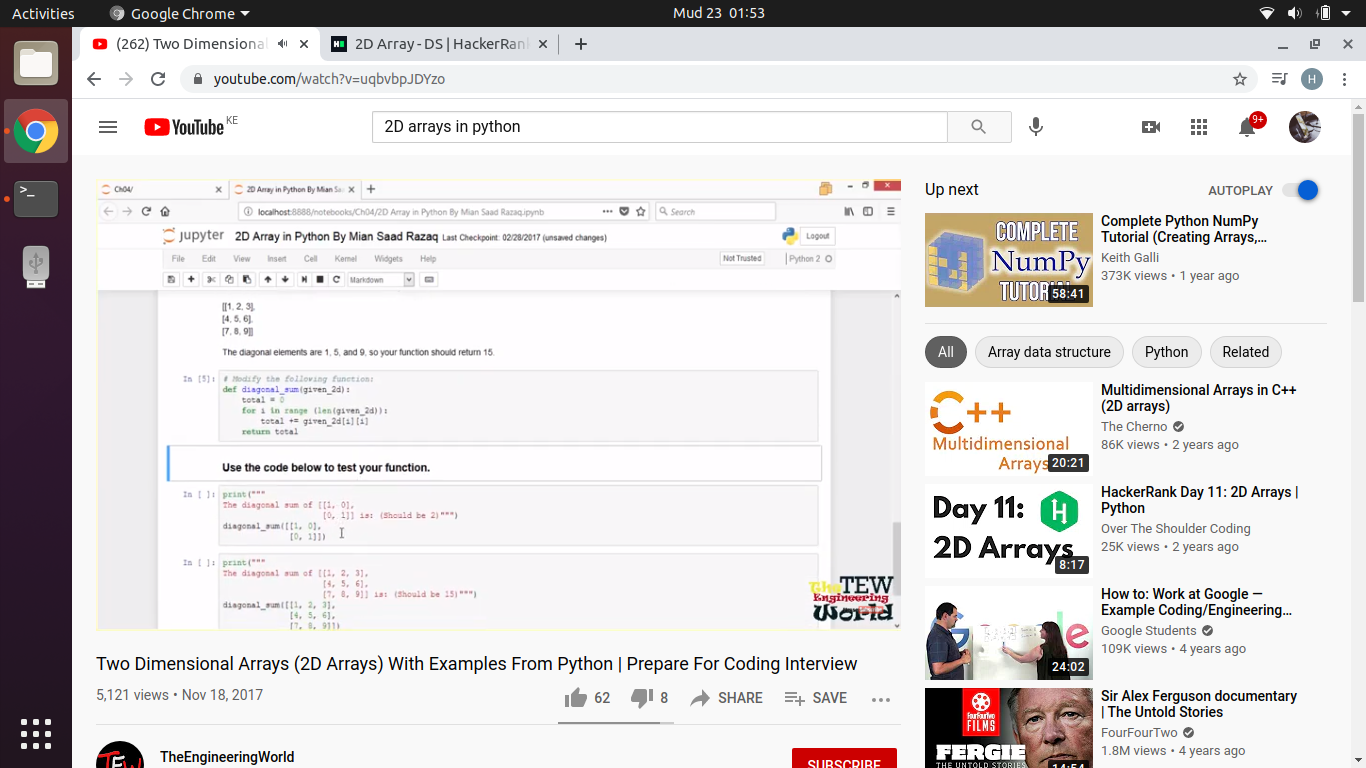 Activities
Google Chrome
Mud 23 01:53
(262) Two Dimensional
2D Array - DS | HackerRan
youtube.com/watch?v=uqbvbpJDYzo
H
YouTube KE
2D arrays in python
9+
Ch04/
2D Array in Python By Mian Sa
localhost:8888/notebooks/Ch04/2D Array in Python By Mian Saad Razaq.ipynb
Search
jupyter 2D Array in Python By Mian Saad Razaq Last Checkpoint: 02/28/2017 (unsaved changes)
Logout
File Edit View Insert Cell Kernel Widgets Help
Not Trusted
Python 2
Markdown
[[1, 2, 3],
[4, 5, 6],
[7, 8, 9]]
The diagonal elements are 1, 5, and 9, so your function should return 15.
In [5]: # Modify the following function:
def diagonal_sum(given_2d):
total = 0
for i in range (len(given_2d)):
total += given_2d[i][i]
return total
Use the code below to test your function.
In [ ]: print("""
The diagonal sum of [[1, 0],
[0, 1]] is: (Should be 2)""")
diagonal_sum([[1, 0],
[0, 1]])
In [ ]: print("""
The diagonal sum of [[1, 2, 3],
[4, 5, 6],
[7, 8, 9]] is: (Should be 15)""")
diagonal_sum([[1, 2, 3],
[4, 5, 6],
[7, 8, 9]])
The TEW
Engineering
World
Two Dimensional Arrays (2D Arrays) With Examples From Python | Prepare For Coding Interview
5,121 views • Nov 18, 2017
62
8
SHARE
SAVE
TEW
TheEngineeringWorld
SUBSCRIBE
Up next
AUTOPLAY
COMPLETE
NumPy
TUTORIAL
58:41
Complete Python NumPy
Tutorial (Creating Arrays,...
Keith Galli
373K views • 1 year ago
All
Array data structure
Python
Related
C++
Multidimensional
Arrays
20:21
Multidimensional Arrays in C++
(2D arrays)
The Cherno
86K views • 2 years ago
Day 11:
2D Arrays
H
8:17
HackerRank Day 11: 2D Arrays |
Python
Over The Shoulder Coding
25K views • 2 years ago
24:02
How to: Work at Google —
Example Coding/Engineering...
Google Students
109K views • 4 years ago
FourFourTwo
FILMS
FERGIE
THE UNTOLD STORIES
14:54
Sir Alex Ferguson documentary
| The Untold Stories
FourFourTwo
1.8M views • 4 years ago